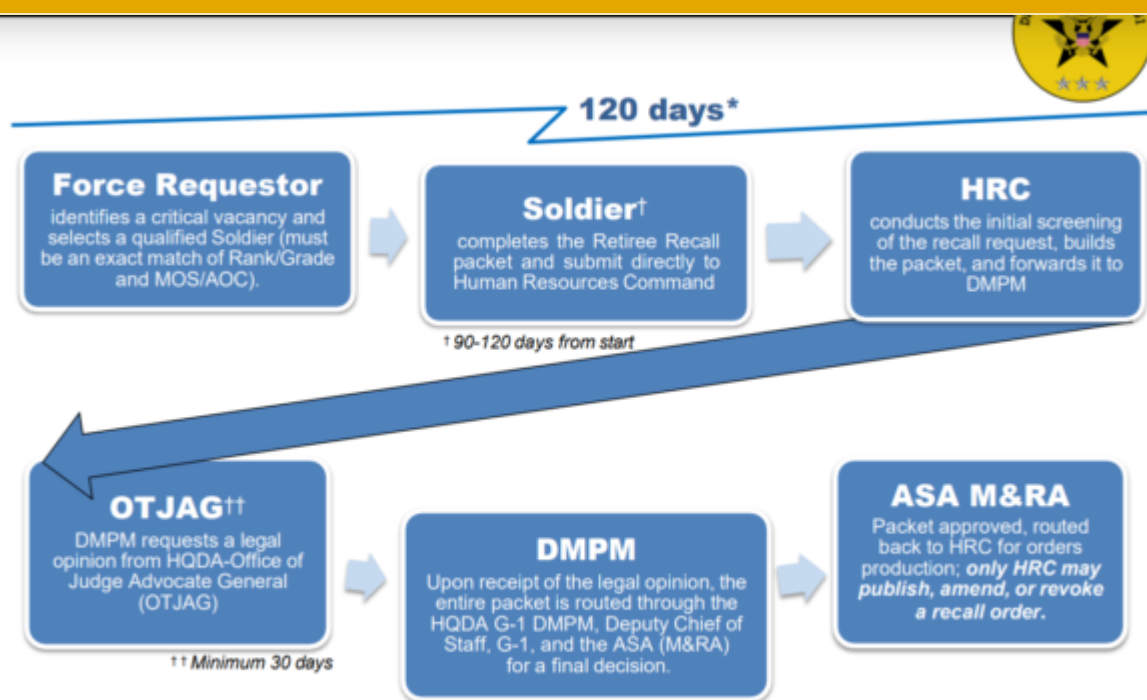 120 days*
Force Requestor
identifies a critical vacancy and
selects a qualified Soldier (must
be an exact match of Rank/Grade
and MOS/AOC).
Soldier†
completes the Retiree Recall
packet and submit directly to
Human Resources Command
† 90-120 days from start
HRC
conducts the initial screening
of the recall request, builds
the packet, and forwards it to
DMPM
OTJAG††
DMPM requests a legal
opinion from HQDA-Office of
Judge Advocate General
(OTJAG)
†† Minimum 30 days
DMPM
Upon receipt of the legal opinion, the
entire packet is routed through the
HQDA G-1 DMPM, Deputy Chief of
Staff, G-1, and the ASA (M&RA)
for a final decision.
ASA M&RA
Packet approved, routed
back to HRC for orders
production; only HRC may
publish, amend, or revoke
a recall order.